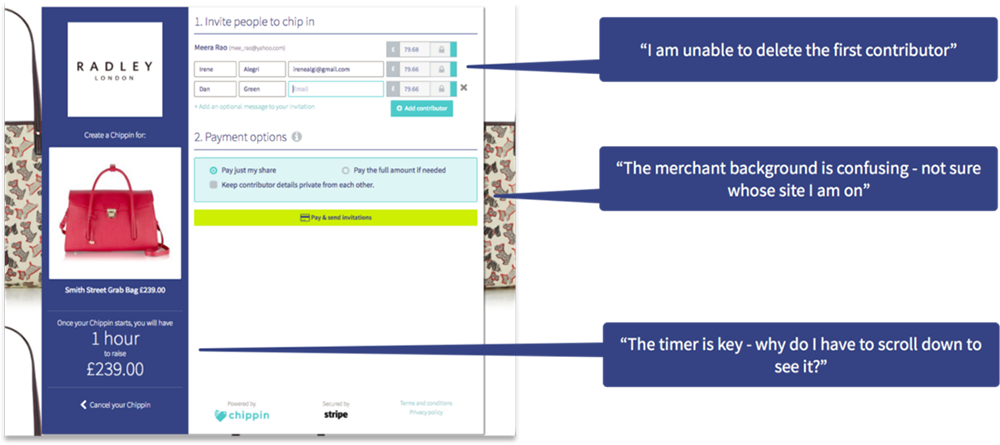 RADLEY
LONDON
Create a Chippin for:
Smith Street Grab Bag £239.00
Once your Chippin starts, you will have
1 hour
to raise
£239.00
Cancel your Chippin
1. Invite people to chip in
Meera Rao (mee_rao@yahoo.com) £ 79.68
Irene Alegri irenealgi@gmail.com £ 79.66
Dan Green Email £ 79.66
+ Add an optional message to your invitation
Add contributor
2. Payment options
Pay just my share Pay the full amount if needed
Keep contributor details private from each other.
Pay & send invitations
Powered by
chippin
Secured by
stripe
Terms and conditions
Privacy policy
“I am unable to delete the first contributor”
“The merchant background is confusing - not sure
whose site I am on”
“The timer is key - why do I have to scroll down to
see it?”